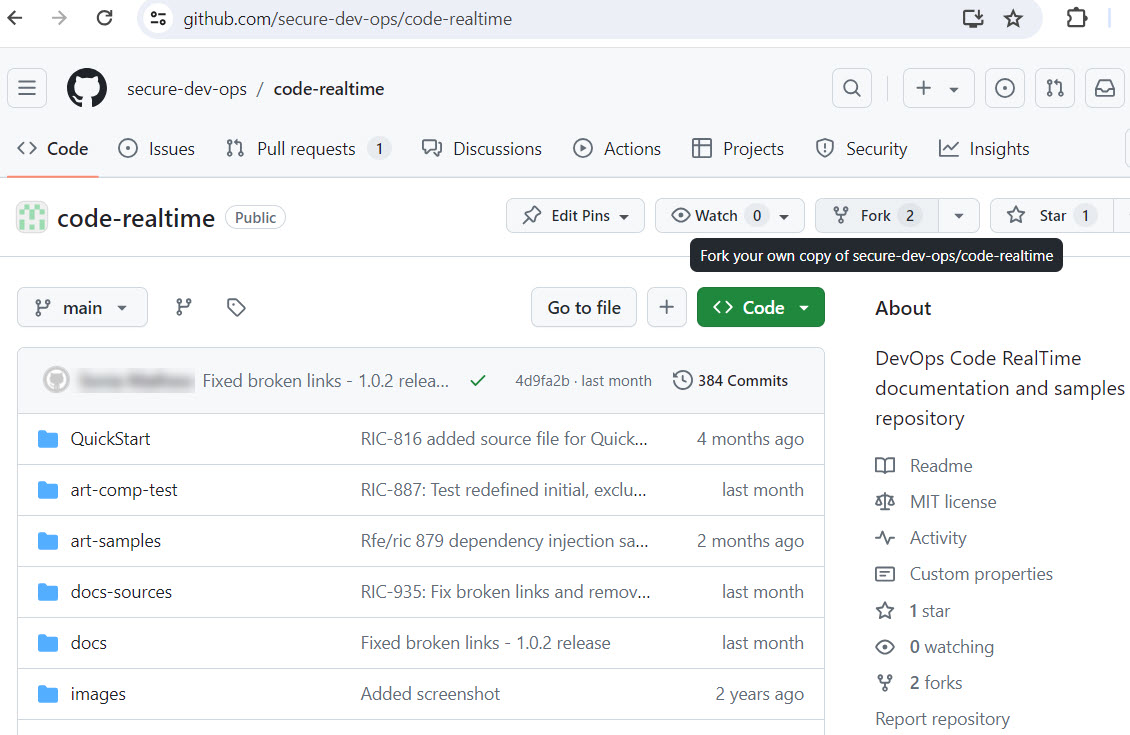 github.com/secure-dev-ops/code-realtime
secure-dev-ops / code-realtime
Code Issues Pull requests 1 Discussions Actions Projects Security Insights
code-realtime Public Edit Pins Watch 0 Fork 2 Star 1
Fork your own copy of secure-dev-ops/code-realtime
main Go to file Code
Fixed broken links - 1.0.2 relea... 4d9fa2b · last month 384 Commits
QuickStart RIC-816 added source file for Quick... 4 months ago
art-comp-test RIC-887: Test redefined initial, exclu... last month
art-samples Rfe/ric 879 dependency injection sa... 2 months ago
docs-sources RIC-935: Fix broken links and remov... last month
docs Fixed broken links - 1.0.2 release last month
images Added screenshot 2 years ago
About
DevOps Code RealTime
documentation and samples
repository
Readme
MIT license
Activity
Custom properties
1 star
0 watching
2 forks
Report repository